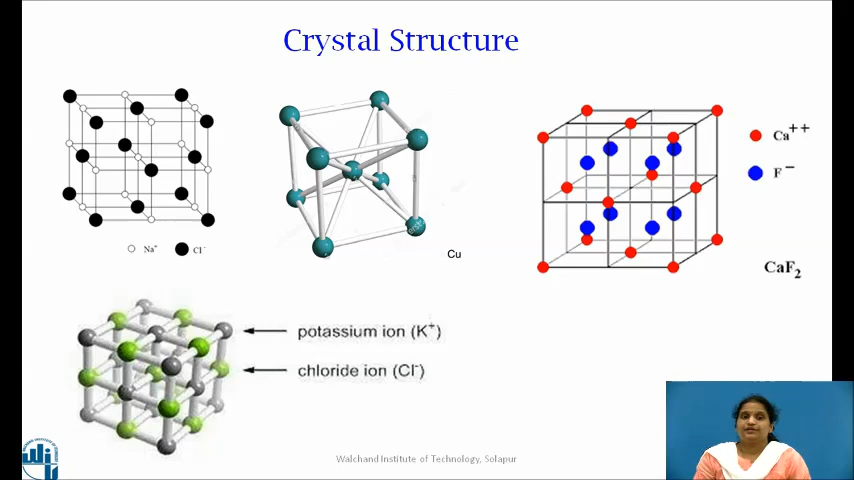 Crystal Structure
Na+
Cl-
Cu
Ca++
F-
CaF2
potassium ion (K+)
chloride ion (Cl-)
Walchand Institute of Technology, Solapur